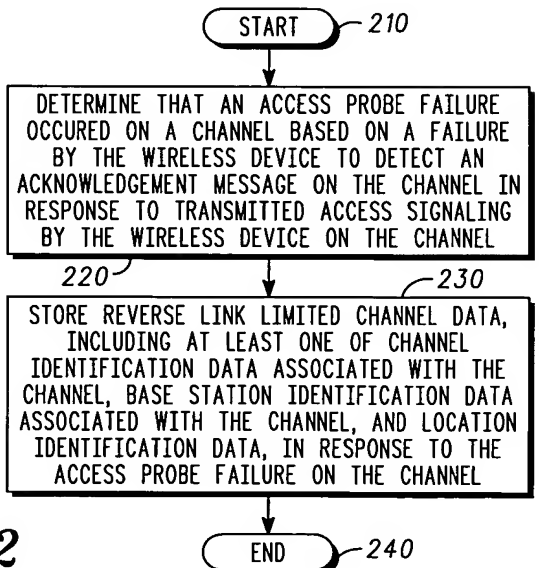 START
210
DETERMINE THAT AN ACCESS PROBE FAILURE
OCCURED ON A CHANNEL BASED ON A FAILURE
BY THE WIRELESS DEVICE TO DETECT AN
ACKNOWLEDGEMENT MESSAGE ON THE CHANNEL IN
RESPONSE TO TRANSMITTED ACCESS SIGNALING
BY THE WIRELESS DEVICE ON THE CHANNEL
220
230
STORE REVERSE LINK LIMITED CHANNEL DATA,
INCLUDING AT LEAST ONE OF CHANNEL
IDENTIFICATION DATA ASSOCIATED WITH THE
CHANNEL, BASE STATION IDENTIFICATION DATA
ASSOCIATED WITH THE CHANNEL, AND LOCATION
IDENTIFICATION DATA, IN RESPONSE TO THE
ACCESS PROBE FAILURE ON THE CHANNEL
2
END
240